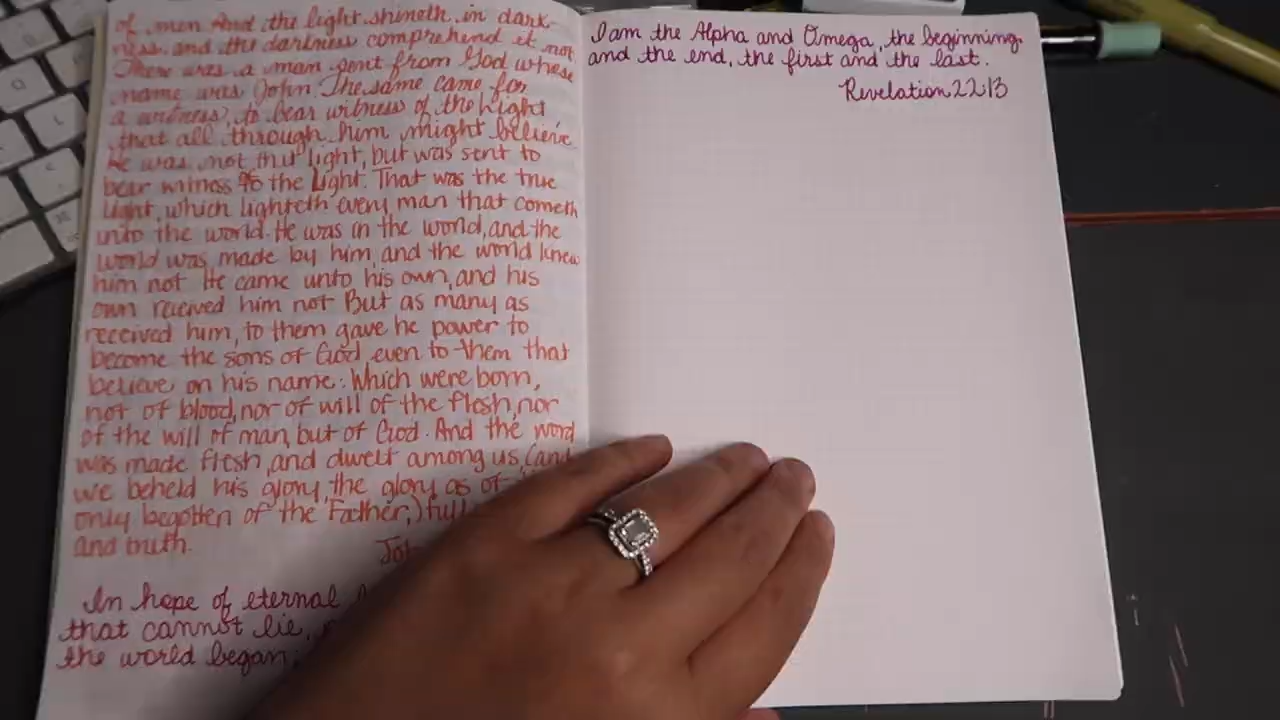 of men And the light shineth in dark-
ness and the darkness comprehend it not
There was a man sent from God whose
name was John The same came for
a witness, to bear witness of the Light
that all through him might believe
He was not that light, but was sent to
bear witness of the Light. That was the true
Light, which lighteth every man that cometh
into the world. He was in the world, and the
world was made by him, and the world knew
him not He came unto his own, and his
own recieved him not But as many as
received him, to them gave he power to
become the sons of God, even to them that
believe on his name: Which were born,
not of blood, nor of will of the flesh, nor
of the will of man, but of God. And the word
was made flesh, and dwelt among us, (and
we beheld his glory, the glory as of
only begotten of the Father,) full
and truth.
In hope of eternal
that cannot lie,
the world began;
I am the Alpha and Omega, the beginning
and the end, the first and the last.
Revelation 22:13